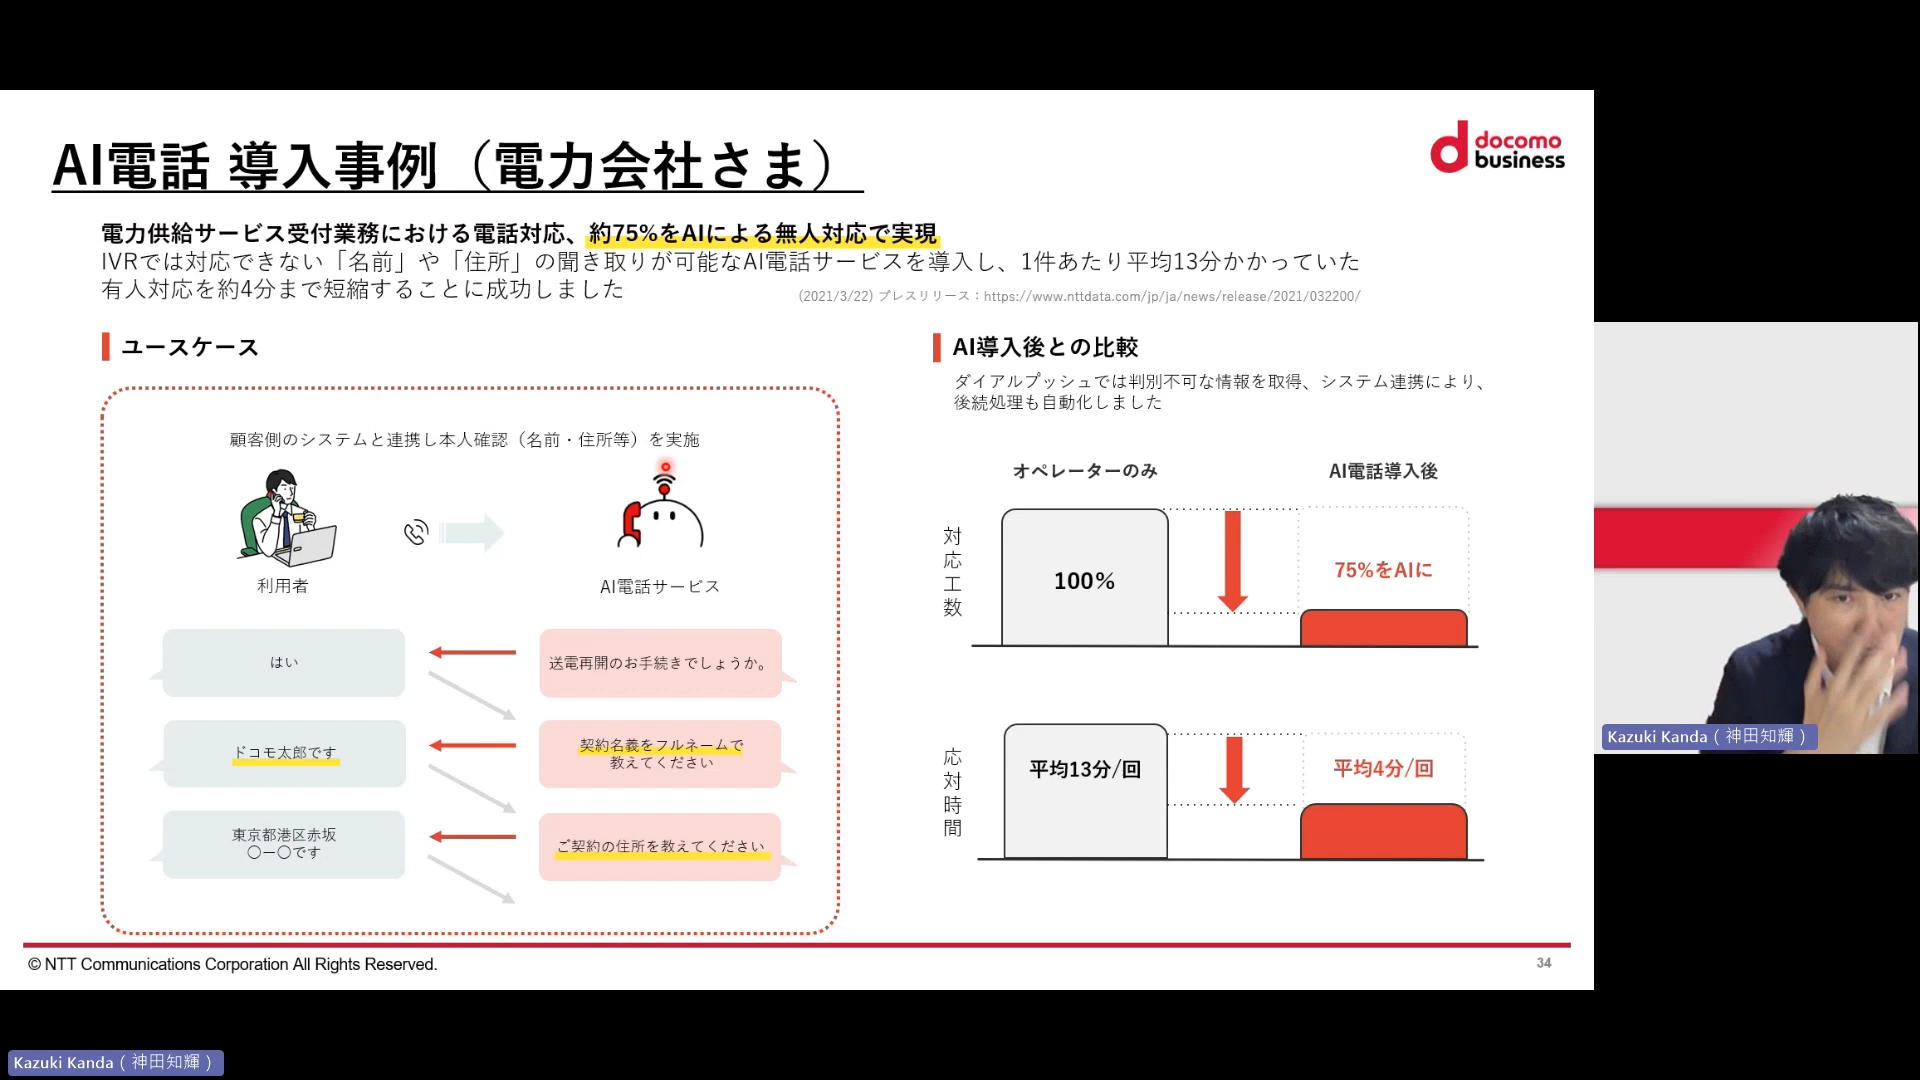 AI電話 導入事例（電力会社さま）
docomo
business
電力供給サービス受付業務における電話対応、約75%をAIによる無人対応で実現
IVRでは対応できない「名前」や「住所」の聞き取りが可能なAI電話サービスを導入し、1件あたり平均13分かかっていた
有人対応を約4分まで短縮することに成功しました
(2021/3/22) プレスリリース：https://www.nttdata.com/jp/ja/news/release/2021/032200/
ユースケース
顧客側のシステムと連携し本人確認（名前・住所等）を実施
利用者
AI電話サービス
送電再開のお手続きでしょうか。
はい
契約名義をフルネームで
教えてください
ドコモ太郎です
ご契約の住所を教えてください
東京都港区赤坂
〇ー〇です
AI導入後との比較
ダイアルプッシュでは判別不可な情報を取得、システム連携により、
後続処理も自動化しました
オペレーターのみ
AI電話導入後
対応工数
100%
75%をAIに
応対時間
平均13分/回
平均4分/回
© NTT Communications Corporation All Rights Reserved.
34
Kazuki Kanda ( 神田知輝 )
Kazuki Kanda ( 神田知輝 )